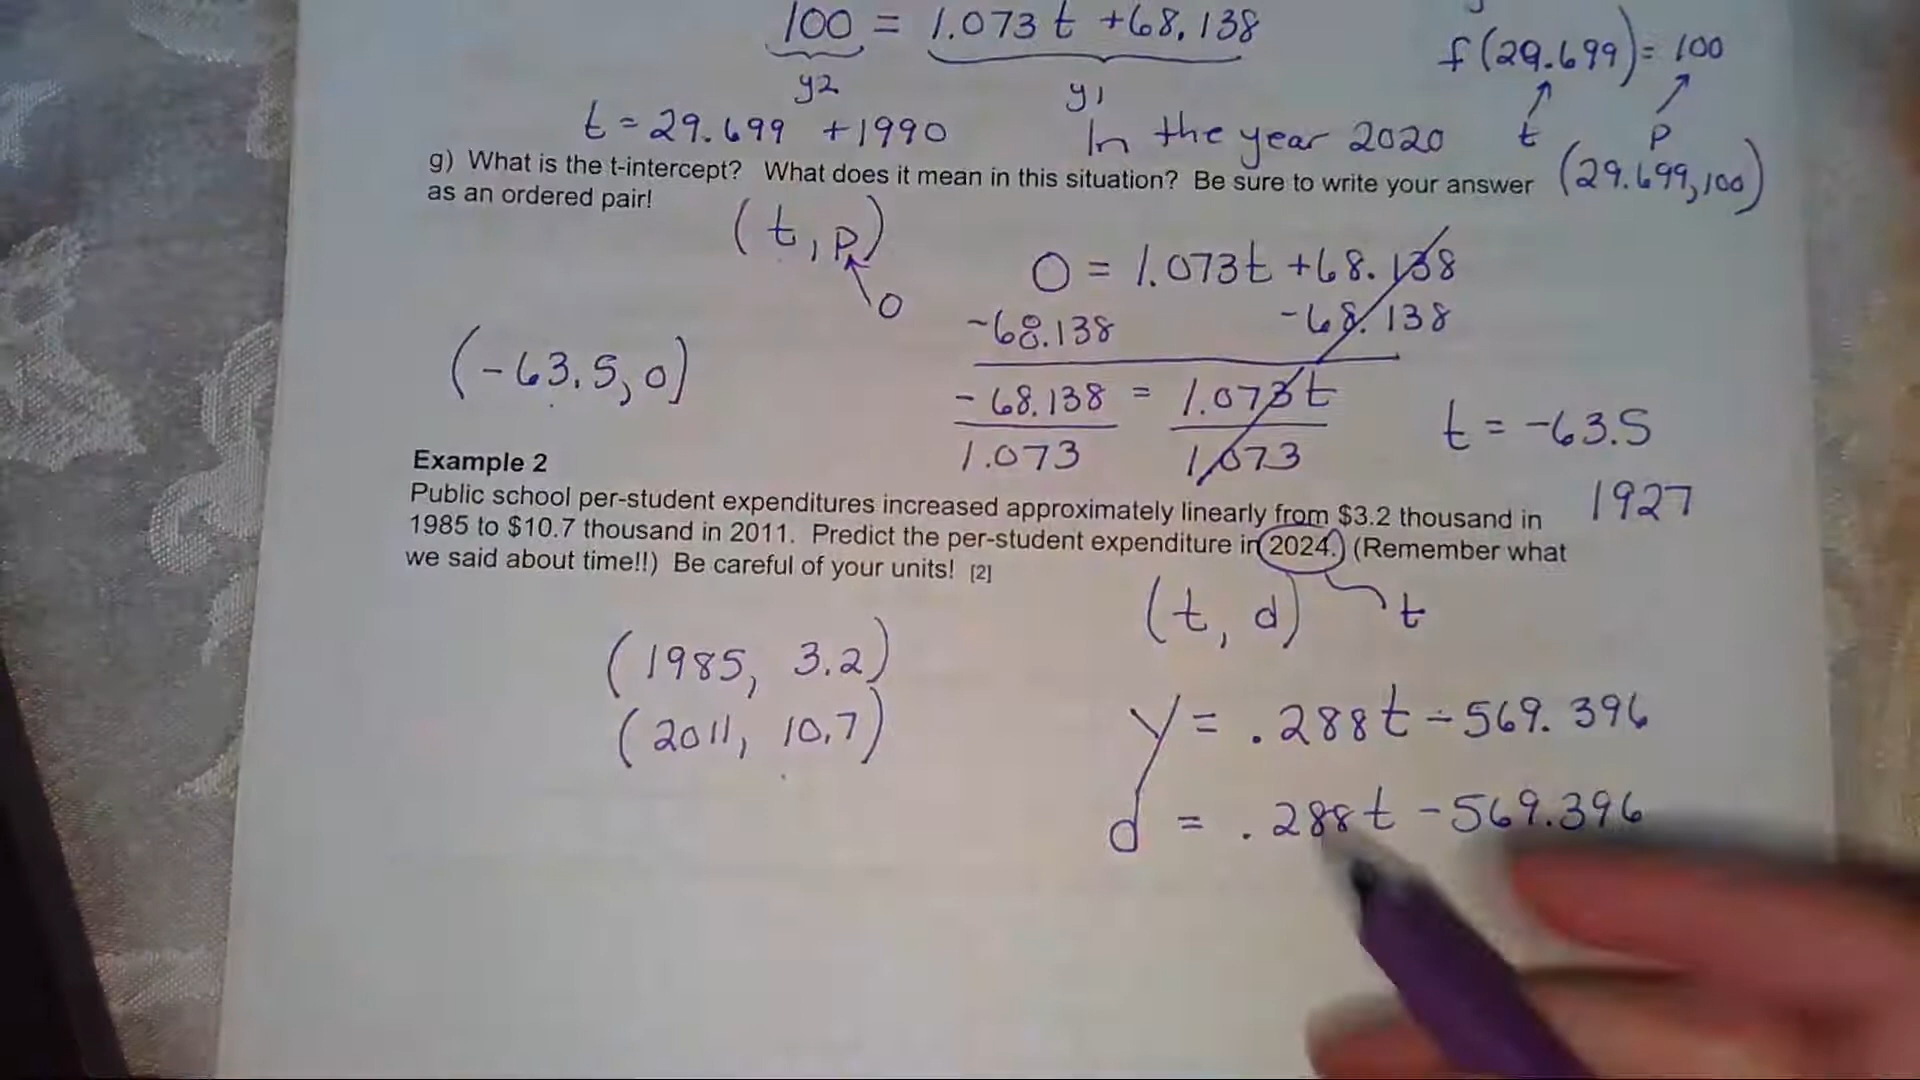 100 = 1.073 t + 68.138
y2 y1
f(29.699) = 100
t P
t = 29.699 + 1990 In the year 2020
(29.699, 100)
g) What is the t-intercept? What does it mean in this situation? Be sure to write your answer
as an ordered pair!
(t, p)
0
0 = 1.073t + 68.138
-68.138 -68.138
(-63.5, 0)
-68.138 = 1.073t
1.073 1.073
t = -63.5
1927
Example 2
Public school per-student expenditures increased approximately linearly from $3.2 thousand in
1985 to $10.7 thousand in 2011. Predict the per-student expenditure in 2024. (Remember what
we said about time!!) Be careful of your units! [2]
(t, d) t
(1985, 3.2)
(2011, 10.7)
y = .288t - 569.396
d = .288t - 569.396